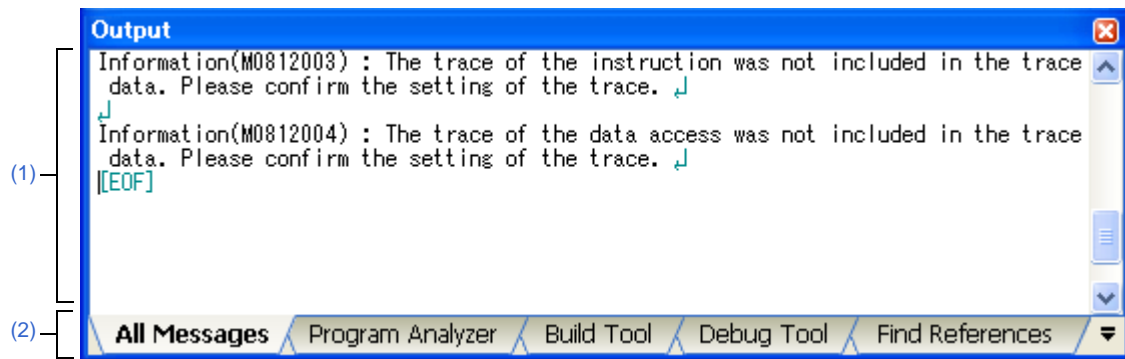 Output
Information(M0812003) : The trace of the instruction was not included in the trace
data. Please confirm the setting of the trace. ↲
↲
Information(M0812004) : The trace of the data access was not included in the trace
data. Please confirm the setting of the trace. ↲
[EOF]
(1)
(2)
All Messages Program Analyzer Build Tool Debug Tool Find References